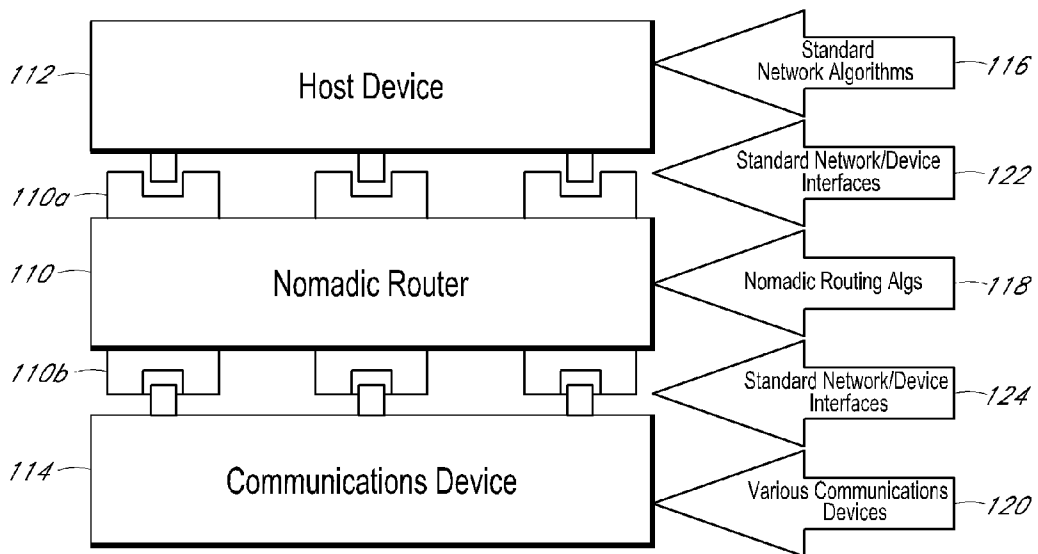 112
Host Device
Standard
Network Algorithms
116
110a
Standard Network/Device
Interfaces
122
110
Nomadic Router
Nomadic Routing Algs
118
110b
Standard Network/Device
Interfaces
124
114
Communications Device
Various Communications
Devices
120